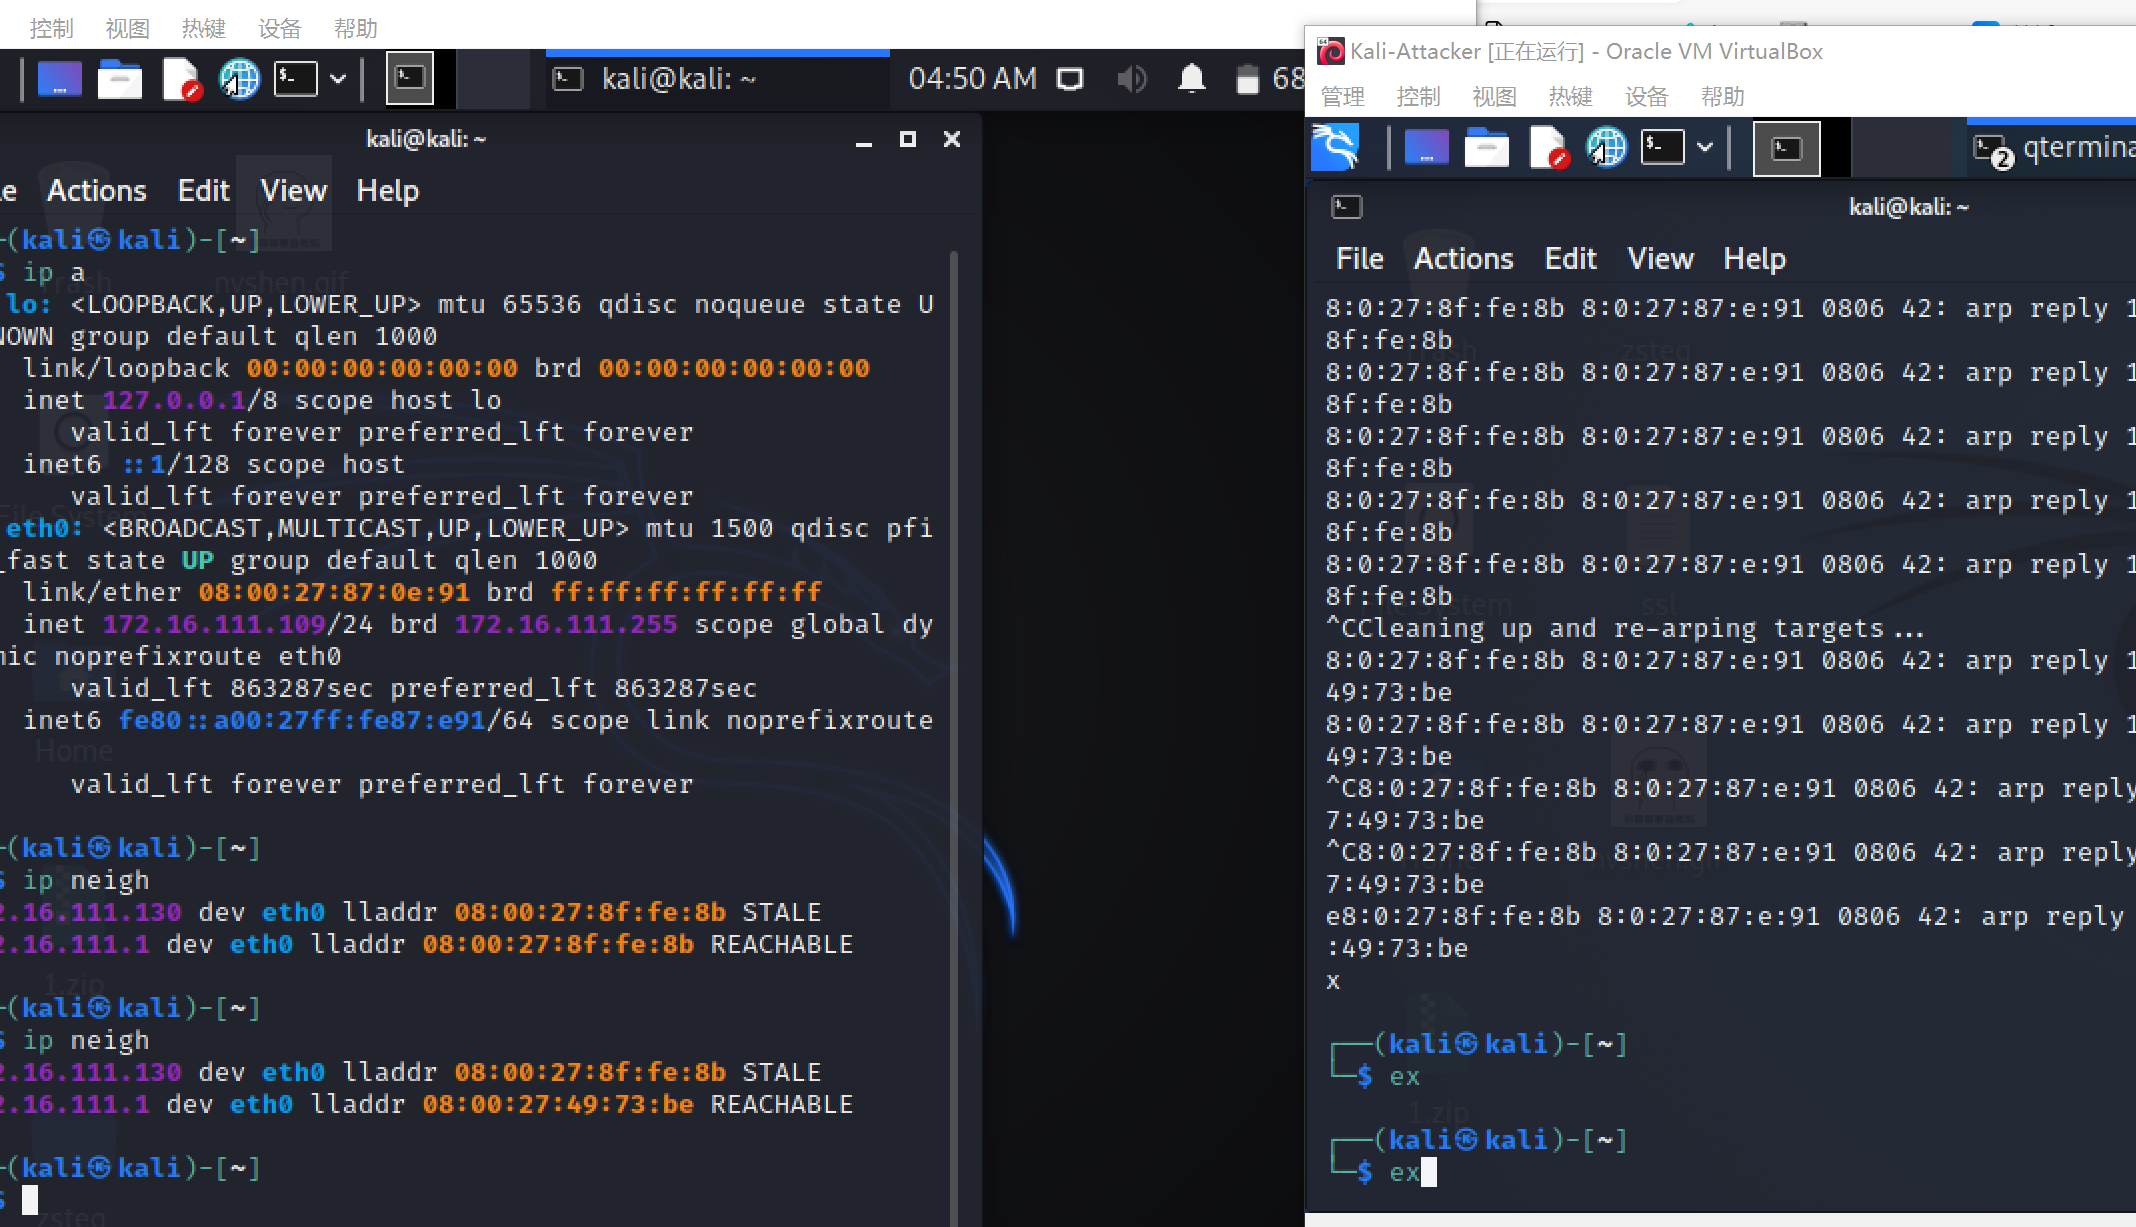 控制 视图 热键 设备 帮助
kali@kali: ~
04:50 AM
68
kali@kali: ~
Actions Edit View Help
(kali㉿kali)-[~]
$ ip a
lo: <LOOPBACK,UP,LOWER_UP> mtu 65536 qdisc noqueue state U
NOWN group default qlen 1000
link/loopback 00:00:00:00:00:00 brd 00:00:00:00:00:00
inet 127.0.0.1/8 scope host lo
valid_lft forever preferred_lft forever
inet6 ::1/128 scope host
valid_lft forever preferred_lft forever
eth0: <BROADCAST,MULTICAST,UP,LOWER_UP> mtu 1500 qdisc pfi
_fast state UP group default qlen 1000
link/ether 08:00:27:87:0e:91 brd ff:ff:ff:ff:ff:ff
inet 172.16.111.109/24 brd 172.16.111.255 scope global dy
mic noprefixroute eth0
valid_lft 863287sec preferred_lft 863287sec
inet6 fe80::a00:27ff:fe87:e91/64 scope link noprefixroute
valid_lft forever preferred_lft forever
(kali㉿kali)-[~]
$ ip neigh
2.16.111.130 dev eth0 lladdr 08:00:27:8f:fe:8b STALE
2.16.111.1 dev eth0 lladdr 08:00:27:8f:fe:8b REACHABLE
(kali㉿kali)-[~]
$ ip neigh
2.16.111.130 dev eth0 lladdr 08:00:27:8f:fe:8b STALE
2.16.111.1 dev eth0 lladdr 08:00:27:49:73:be REACHABLE
(kali㉿kali)-[~]
$
Trash
nvshen.gif
File System
Home
1.zip
zsteg
Kali-Attacker [正在运行] - Oracle VM VirtualBox
管理 控制 视图 热键 设备 帮助
2 qtermina
kali@kali: ~
File Actions Edit View Help
8:0:27:8f:fe:8b 8:0:27:87:e:91 0806 42: arp reply 1
8f:fe:8b
8:0:27:8f:fe:8b 8:0:27:87:e:91 0806 42: arp reply 1
8f:fe:8b
8:0:27:8f:fe:8b 8:0:27:87:e:91 0806 42: arp reply 1
8f:fe:8b
8:0:27:8f:fe:8b 8:0:27:87:e:91 0806 42: arp reply 1
8f:fe:8b
8:0:27:8f:fe:8b 8:0:27:87:e:91 0806 42: arp reply 1
8f:fe:8b
^CCleaning up and re-arping targets...
8:0:27:8f:fe:8b 8:0:27:87:e:91 0806 42: arp reply 1
49:73:be
8:0:27:8f:fe:8b 8:0:27:87:e:91 0806 42: arp reply 1
49:73:be
^C8:0:27:8f:fe:8b 8:0:27:87:e:91 0806 42: arp reply
7:49:73:be
^C8:0:27:8f:fe:8b 8:0:27:87:e:91 0806 42: arp reply
7:49:73:be
e8:0:27:8f:fe:8b 8:0:27:87:e:91 0806 42: arp reply
:49:73:be
x
(kali㉿kali)-[~]
$ ex
(kali㉿kali)-[~]
$ ex
zsteg
ssl
1.zip